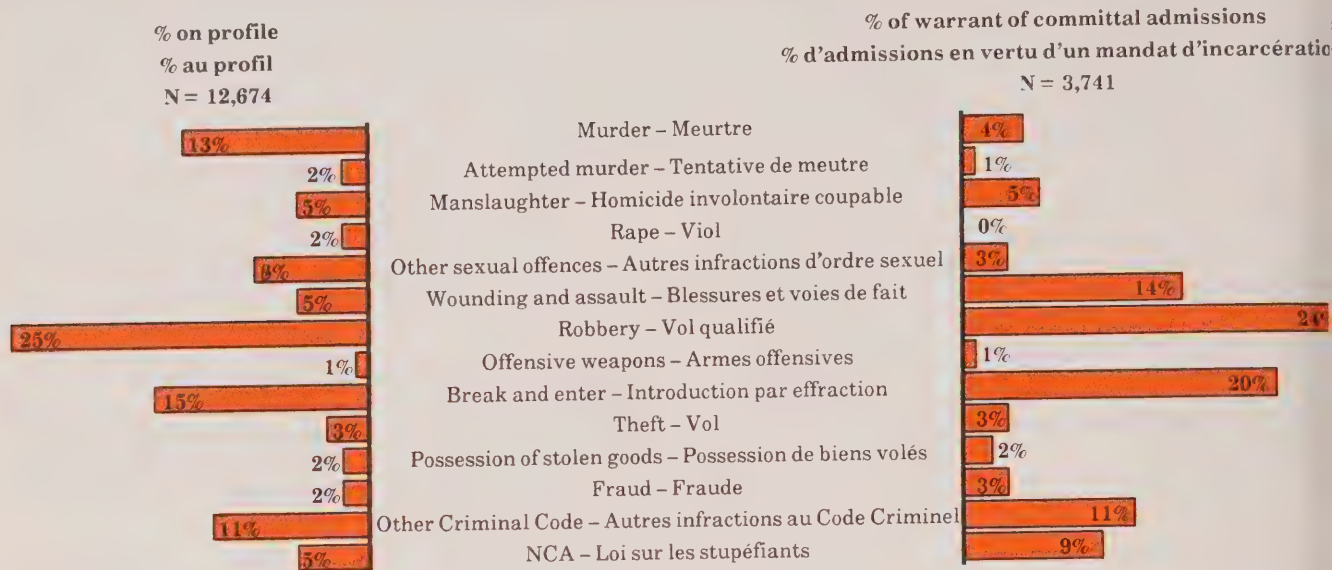 % on profile
% au profil
N = 12,674
% of warrant of committal admissions
% d'admissions en vertu d'un mandat d'incarcératio
N = 3,741
13% Murder – Meurtre 4%
2% Attempted murder – Tentative de meutre 1%
5% Manslaughter – Homicide involontaire coupable 5%
2% Rape – Viol 0%
8% Other sexual offences – Autres infractions d'ordre sexuel 3%
5% Wounding and assault – Blessures et voies de fait 14%
25% Robbery – Vol qualifié 24%
1% Offensive weapons – Armes offensives 1%
15% Break and enter – Introduction par effraction 20%
3% Theft – Vol 3%
2% Possession of stolen goods – Possession de biens volés 2%
2% Fraud – Fraude 3%
11% Other Criminal Code – Autres infractions au Code Criminel 11%
5% NCA – Loi sur les stupéfiants 9%